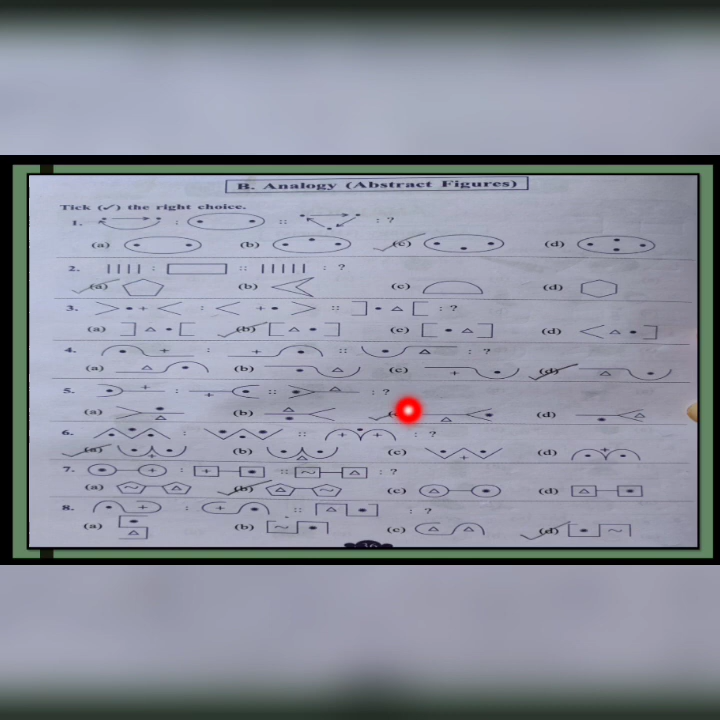 B. Analogy (Abstract Figures)
Tick (✓) the right choice.
1. : :: : ?
(a) (b) (c) (d)
2. : :: : ?
(a) (b) (c) (d)
3. : :: : ?
(a) (b) (c) (d)
4. : :: : ?
(a) (b) (c) (d)
5. : :: : ?
(a) (b) (d)
6. : :: : ?
(a) (b) (c) (d)
7. : :: : ?
(a) (b) (c) (d)
8. : :: : ?
(a) (b) (c) (d)